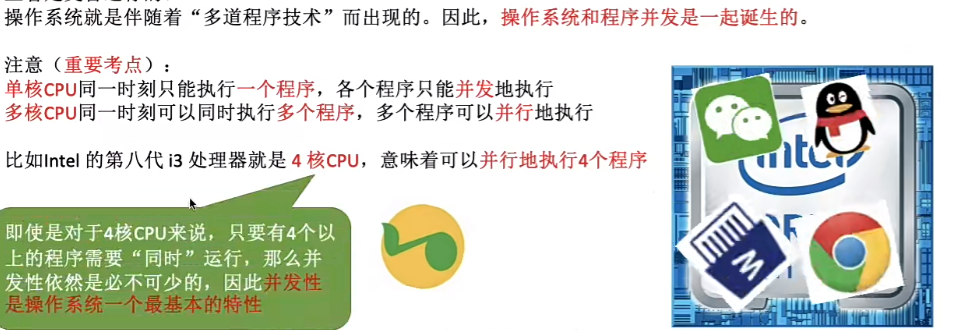 操作系统就是伴随着“多道程序技术”而出现的。因此，操作系统和程序并发是一起诞生的。
注意（重要考点）：
单核CPU同一时刻只能执行一个程序，各个程序只能并发地执行
多核CPU同一时刻可以同时执行多个程序，多个程序可以并行地执行
比如Intel 的第八代 i3 处理器就是 4 核CPU，意味着可以并行地执行4个程序
即使是对于4核CPU来说，只要有4个以
上的程序需要“同时”运行，那么并
发性依然是必不可少的，因此并发性
是操作系统一个最基本的特性